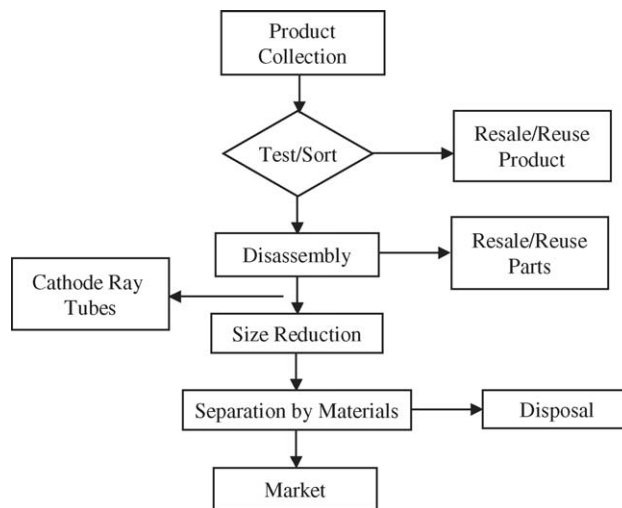 Product
Collection
Test/Sort
Resale/Reuse
Product
Disassembly
Resale/Reuse
Parts
Cathode Ray
Tubes
Size Reduction
Separation by Materials
Disposal
Market